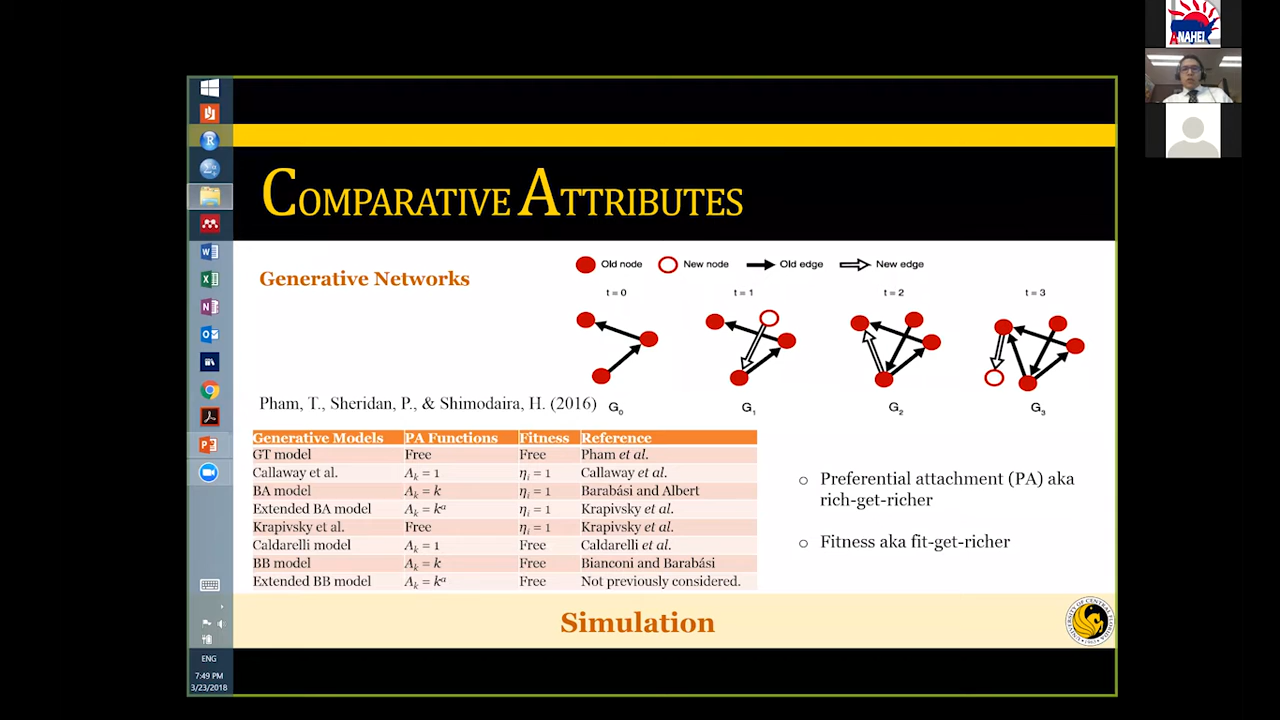 ANAHEI
COMPARATIVE ATTRIBUTES
Generative Networks
Old node New node Old edge New edge
t = 0 t = 1 t = 2 t = 3
Pham, T., Sheridan, P., & Shimodaira, H. (2016)
G0 G1 G2 G3
Generative Models PA Functions Fitness Reference
GT model Free Free Pham et al.
Callaway et al. Ak = 1 ηi = 1 Callaway et al.
BA model Ak = k ηi = 1 Barabási and Albert
Extended BA model Ak = kα ηi = 1 Krapivsky et al.
Krapivsky et al. Free ηi = 1 Krapivsky et al.
Caldarelli model Ak = 1 Free Caldarelli et al.
BB model Ak = k Free Bianconi and Barabási
Extended BB model Ak = kα Free Not previously considered.
Preferential attachment (PA) aka
rich-get-richer
Fitness aka fit-get-richer
Simulation
UNIVERSITY OF CENTRAL FLORIDA
1963
ENG
7:49 PM
3/23/2018